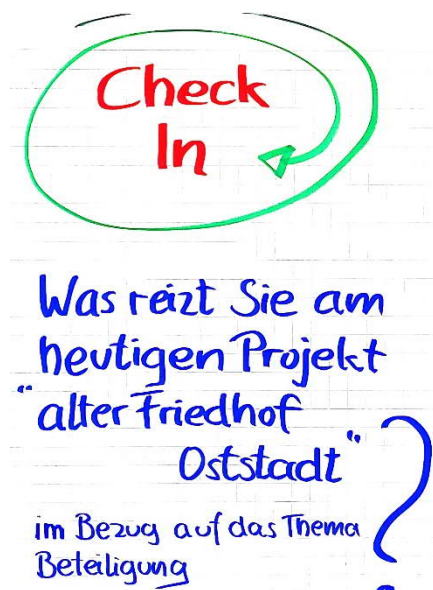 Check
In
Was reizt Sie am
heutigen Projekt
"alter Friedhof
Oststadt"
?
im Bezug auf das Thema
Beteiligung